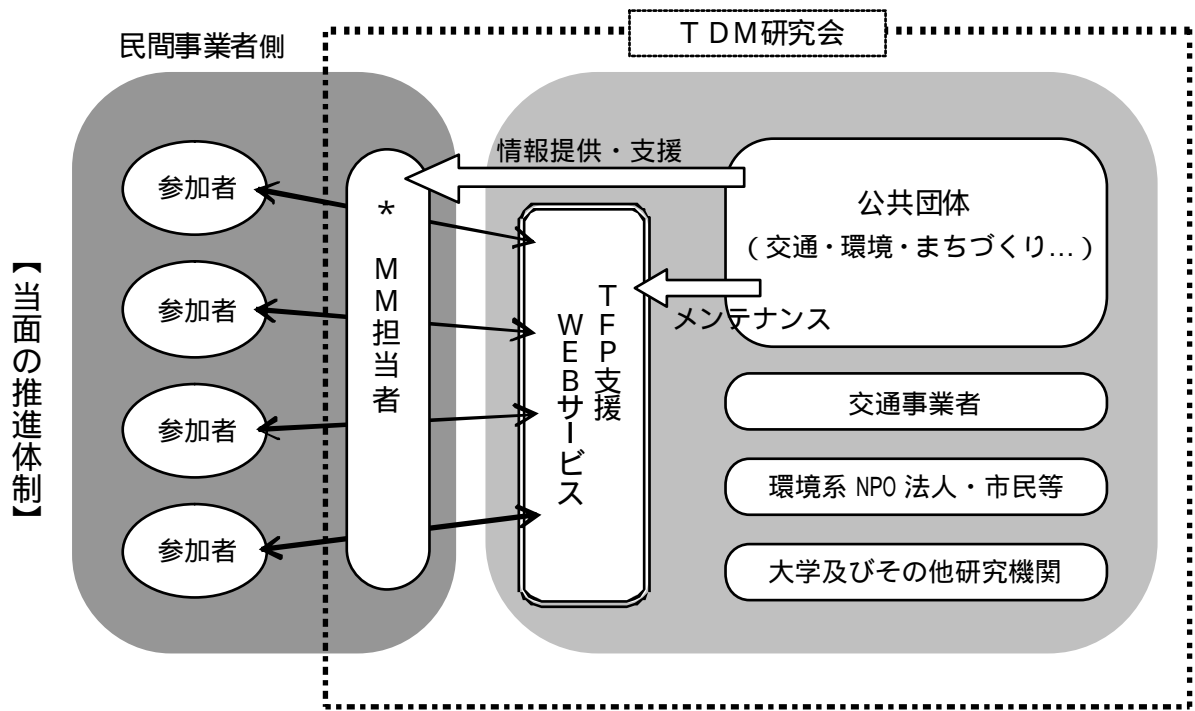 【当面の推進体制】
民間事業者側
ＴＤＭ研究会
参加者
参加者
参加者
参加者
* ＭＭ担当者
情報提供・支援
ＴＦＰ支援
ＷＥＢサービス
メンテナンス
公共団体
（交通・環境・まちづくり…）
交通事業者
環境系 NPO 法人・市民等
大学及びその他研究機関